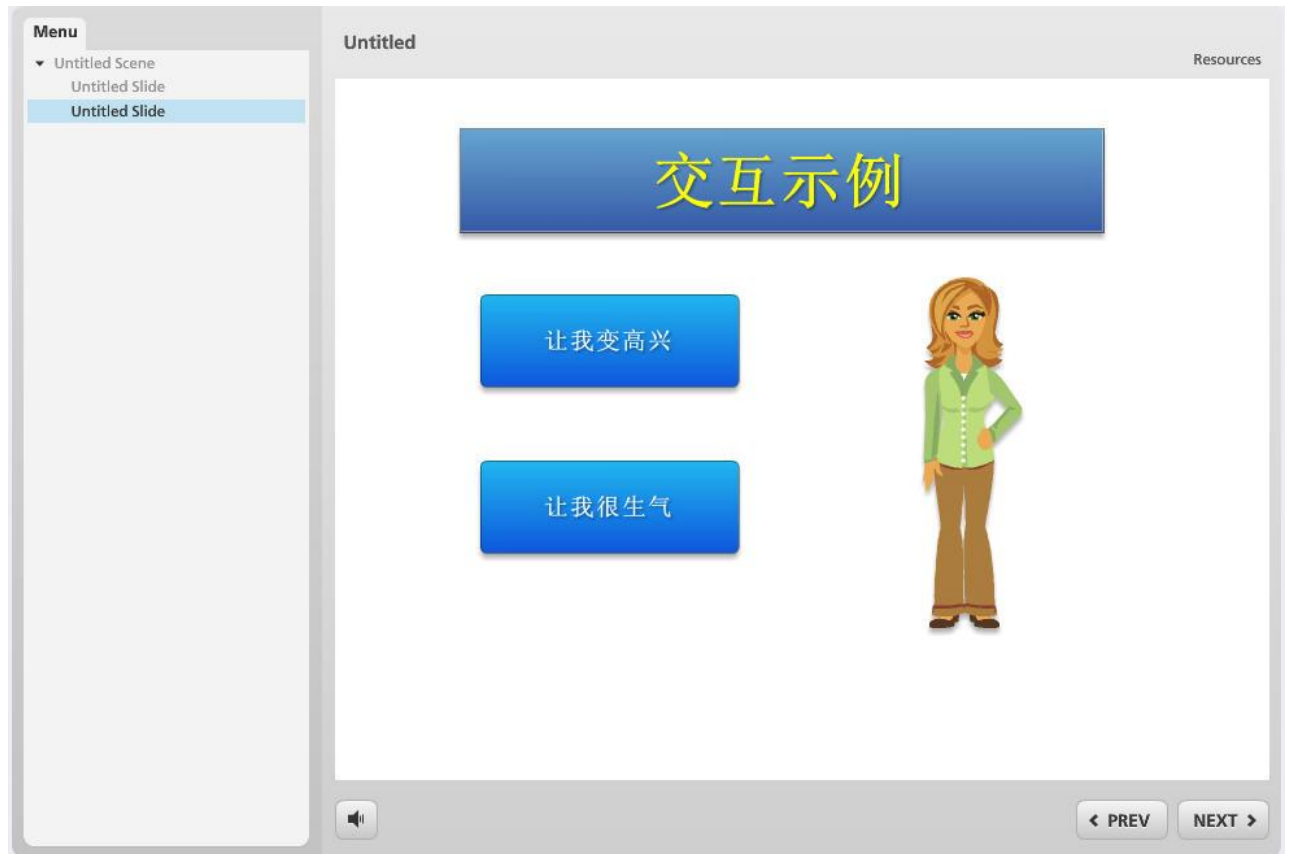 Menu
Untitled Scene
Untitled Slide
Untitled Slide
Untitled
Resources
交互示例
让我变高兴
让我很生气
PREV
NEXT